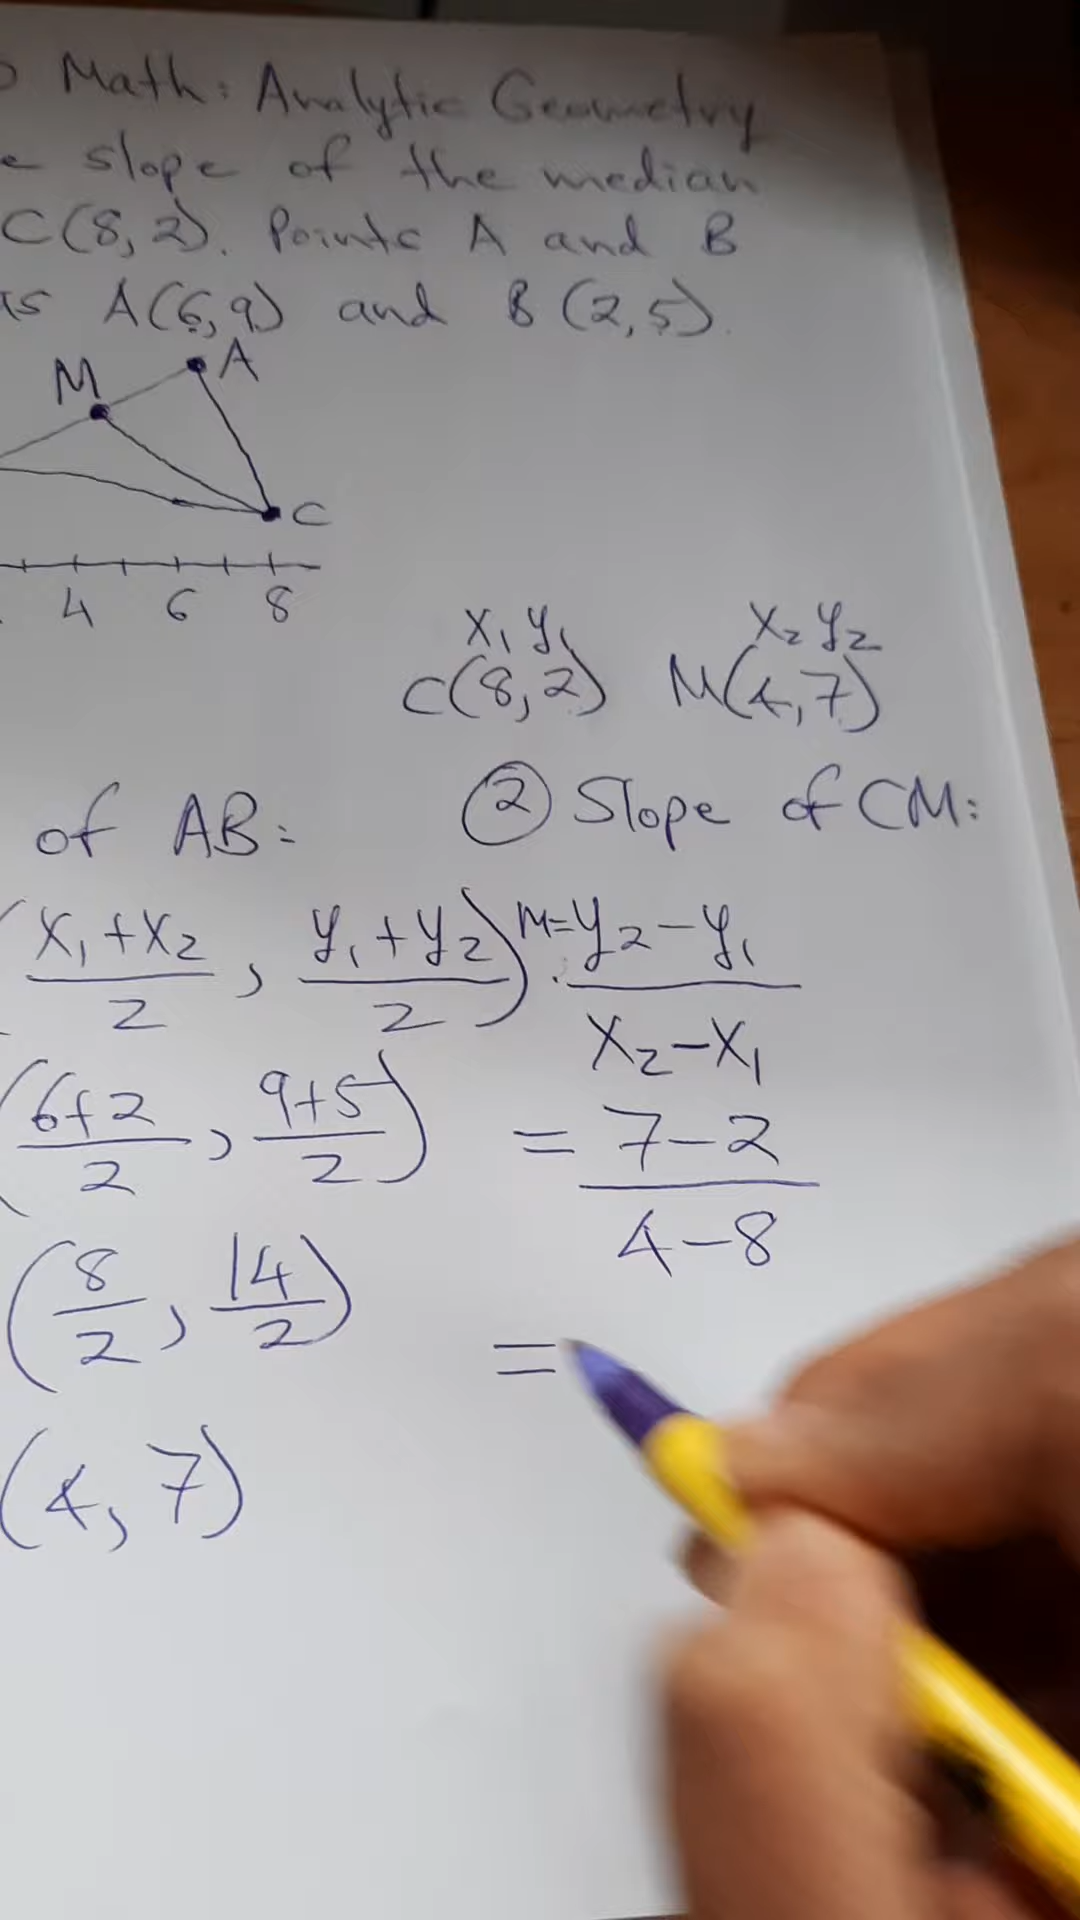 Math: Analytic Geometry
slope of the median
C(8,2). Points A and B
as A(6,9) and B(2,5).
M A
C
4 6 8
x₁ y₁ x₂ y₂
C(8,2) M(4,7)
of AB: ② Slope of CM:
(x₁+x₂/2, y₁+y₂/2) M=y₂-y₁/x₂-x₁
(6+2/2, 9+5/2) = 7-2/4-8
(8/2, 14/2) =
(4,7)